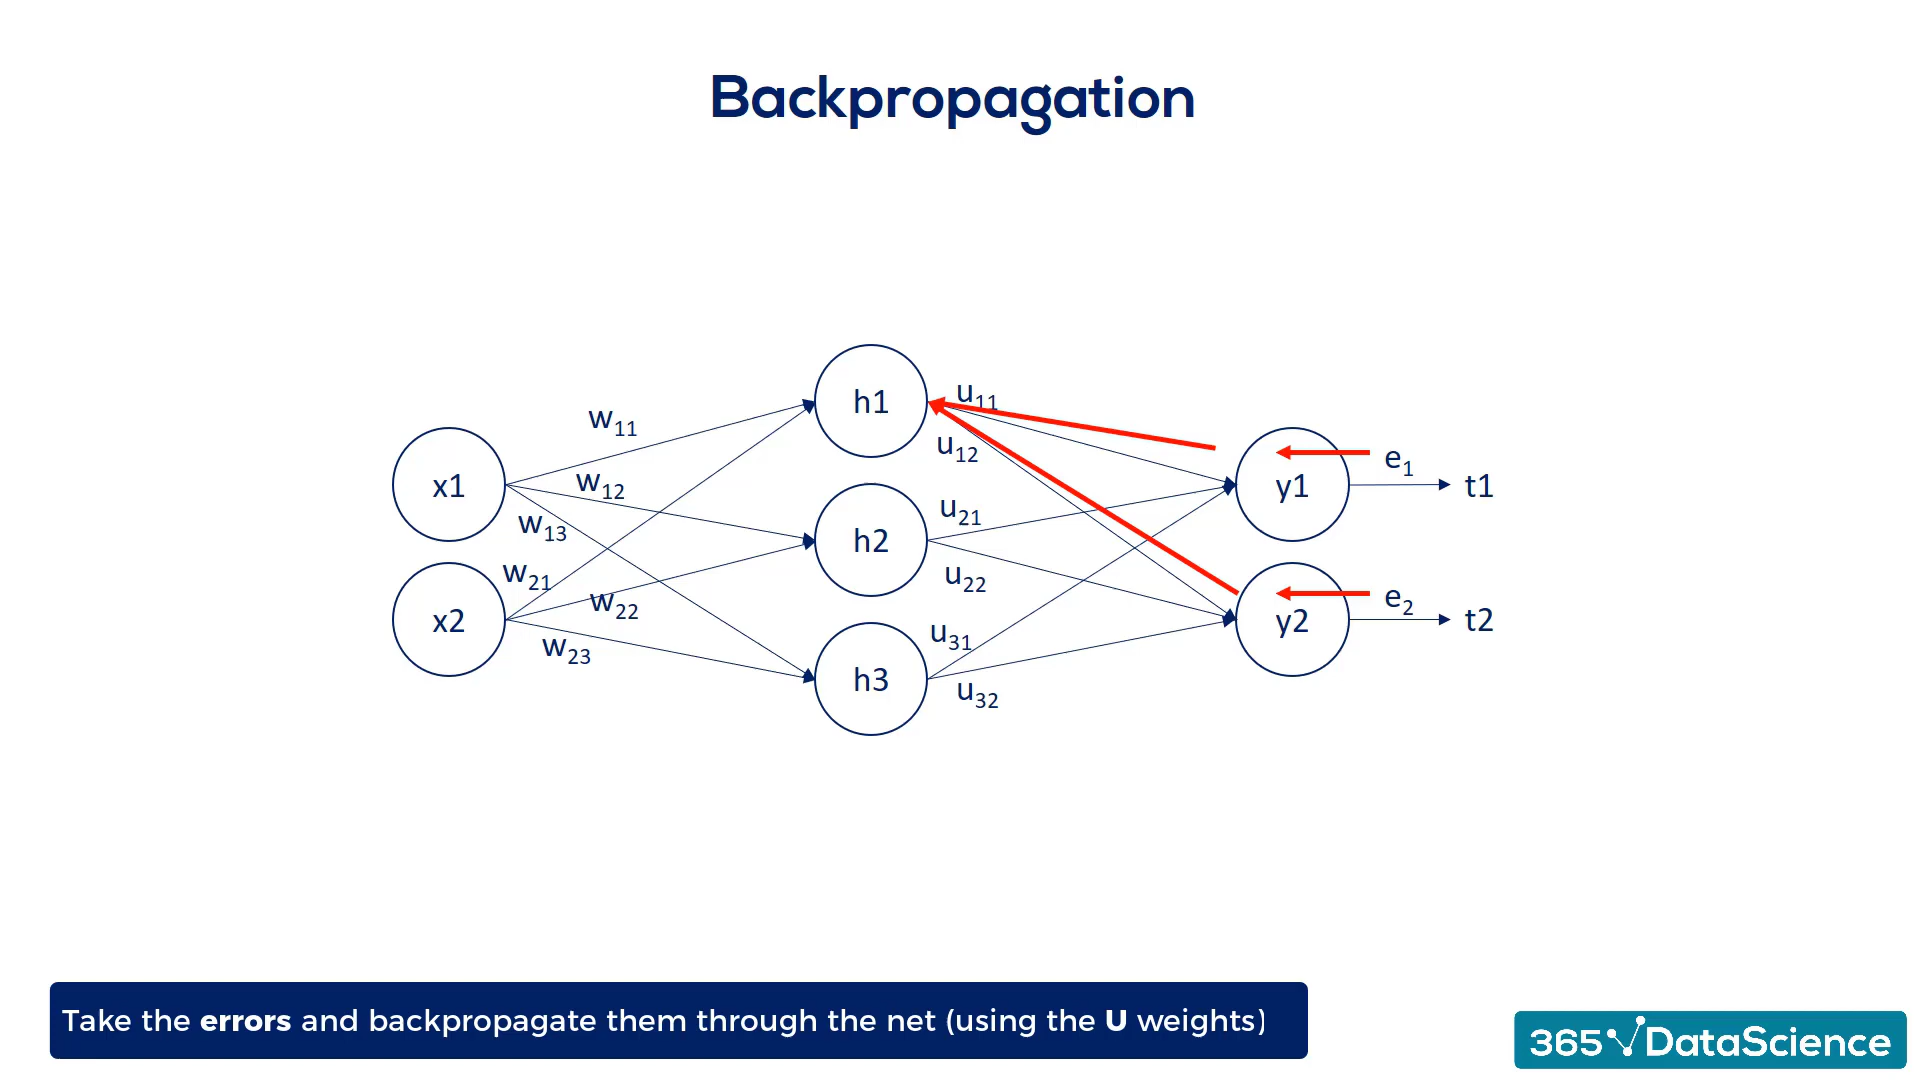 Backpropagation
h1
u11
w11
u12
e1
x1
w12
y1
t1
w13
u21
h2
w21
u22
w22
e2
x2
y2
t2
w23
u31
h3
u32
Take the errors and backpropagate them through the net (using the U weights)
365 DataScience